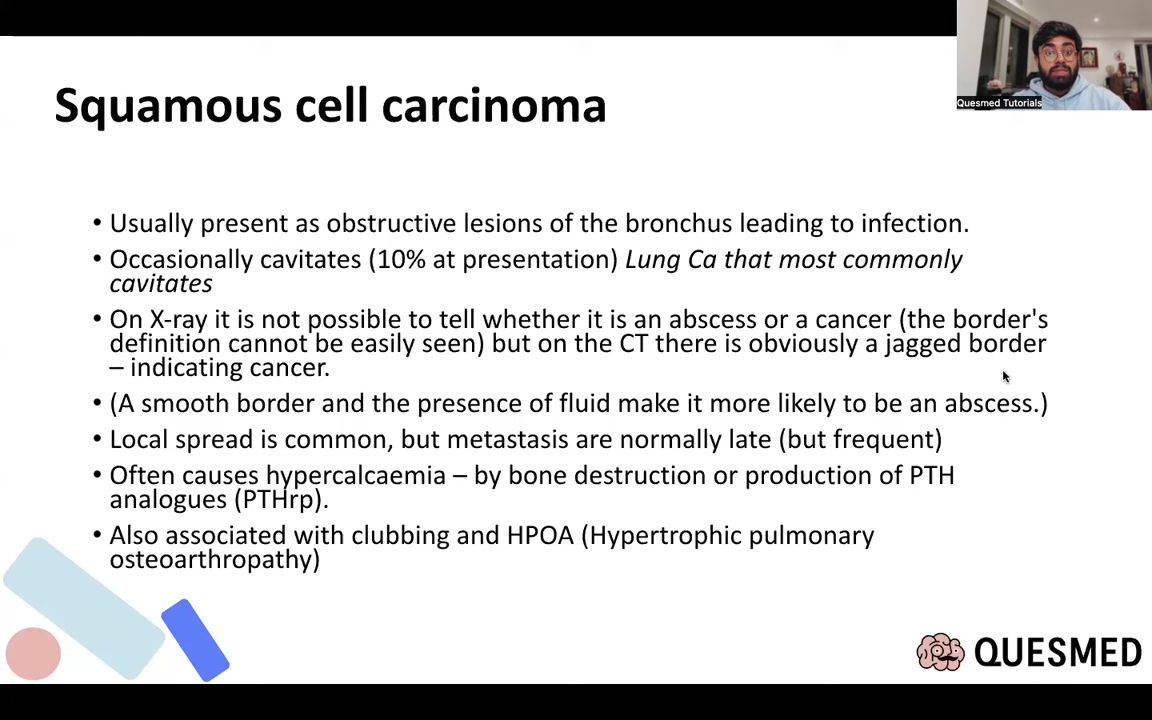 Quesmed Tutorials
Squamous cell carcinoma
• Usually present as obstructive lesions of the bronchus leading to infection.
• Occasionally cavitates (10% at presentation) Lung Ca that most commonly
cavitates
• On X-ray it is not possible to tell whether it is an abscess or a cancer (the border's
definition cannot be easily seen) but on the CT there is obviously a jagged border
– indicating cancer.
• (A smooth border and the presence of fluid make it more likely to be an abscess.)
• Local spread is common, but metastasis are normally late (but frequent)
• Often causes hypercalcaemia – by bone destruction or production of PTH
analogues (PTHrp).
• Also associated with clubbing and HPOA (Hypertrophic pulmonary
osteoarthropathy)
QUESMED